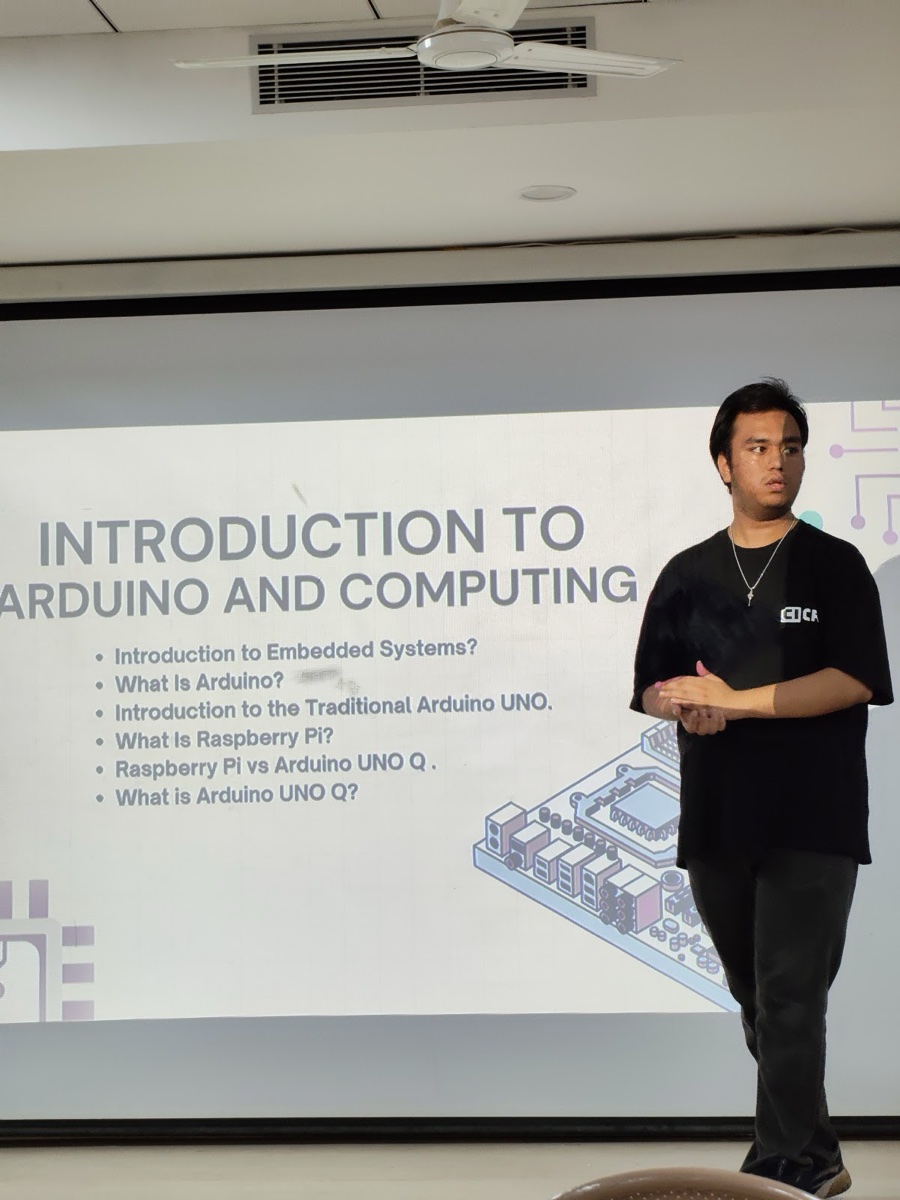 INTRODUCTION TO
ARDUINO AND COMPUTING
• Introduction to Embedded Systems?
• What Is Arduino?
• Introduction to the Traditional Arduino UNO.
• What Is Raspberry Pi?
• Raspberry Pi vs Arduino UNO Q .
• What is Arduino UNO Q?